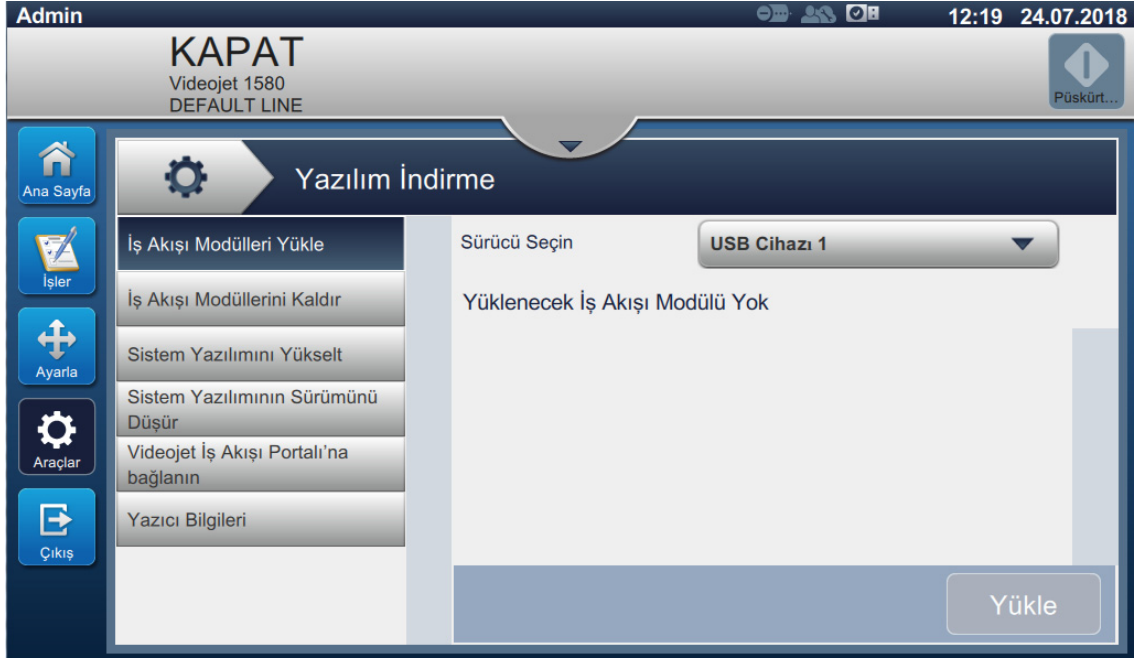 Admin
12:19 24.07.2018
KAPAT
Videojet 1580
DEFAULT LINE
Püskürt...
Ana Sayfa
İşler
Ayarla
Araçlar
Çıkış
Yazılım İndirme
İş Akışı Modülleri Yükle
İş Akışı Modüllerini Kaldır
Sistem Yazılımını Yükselt
Sistem Yazılımının Sürümünü
Düşür
Videojet İş Akışı Portalı'na
bağlanın
Yazıcı Bilgileri
Sürücü Seçin
USB Cihazı 1
Yüklenecek İş Akışı Modülü Yok
Yükle